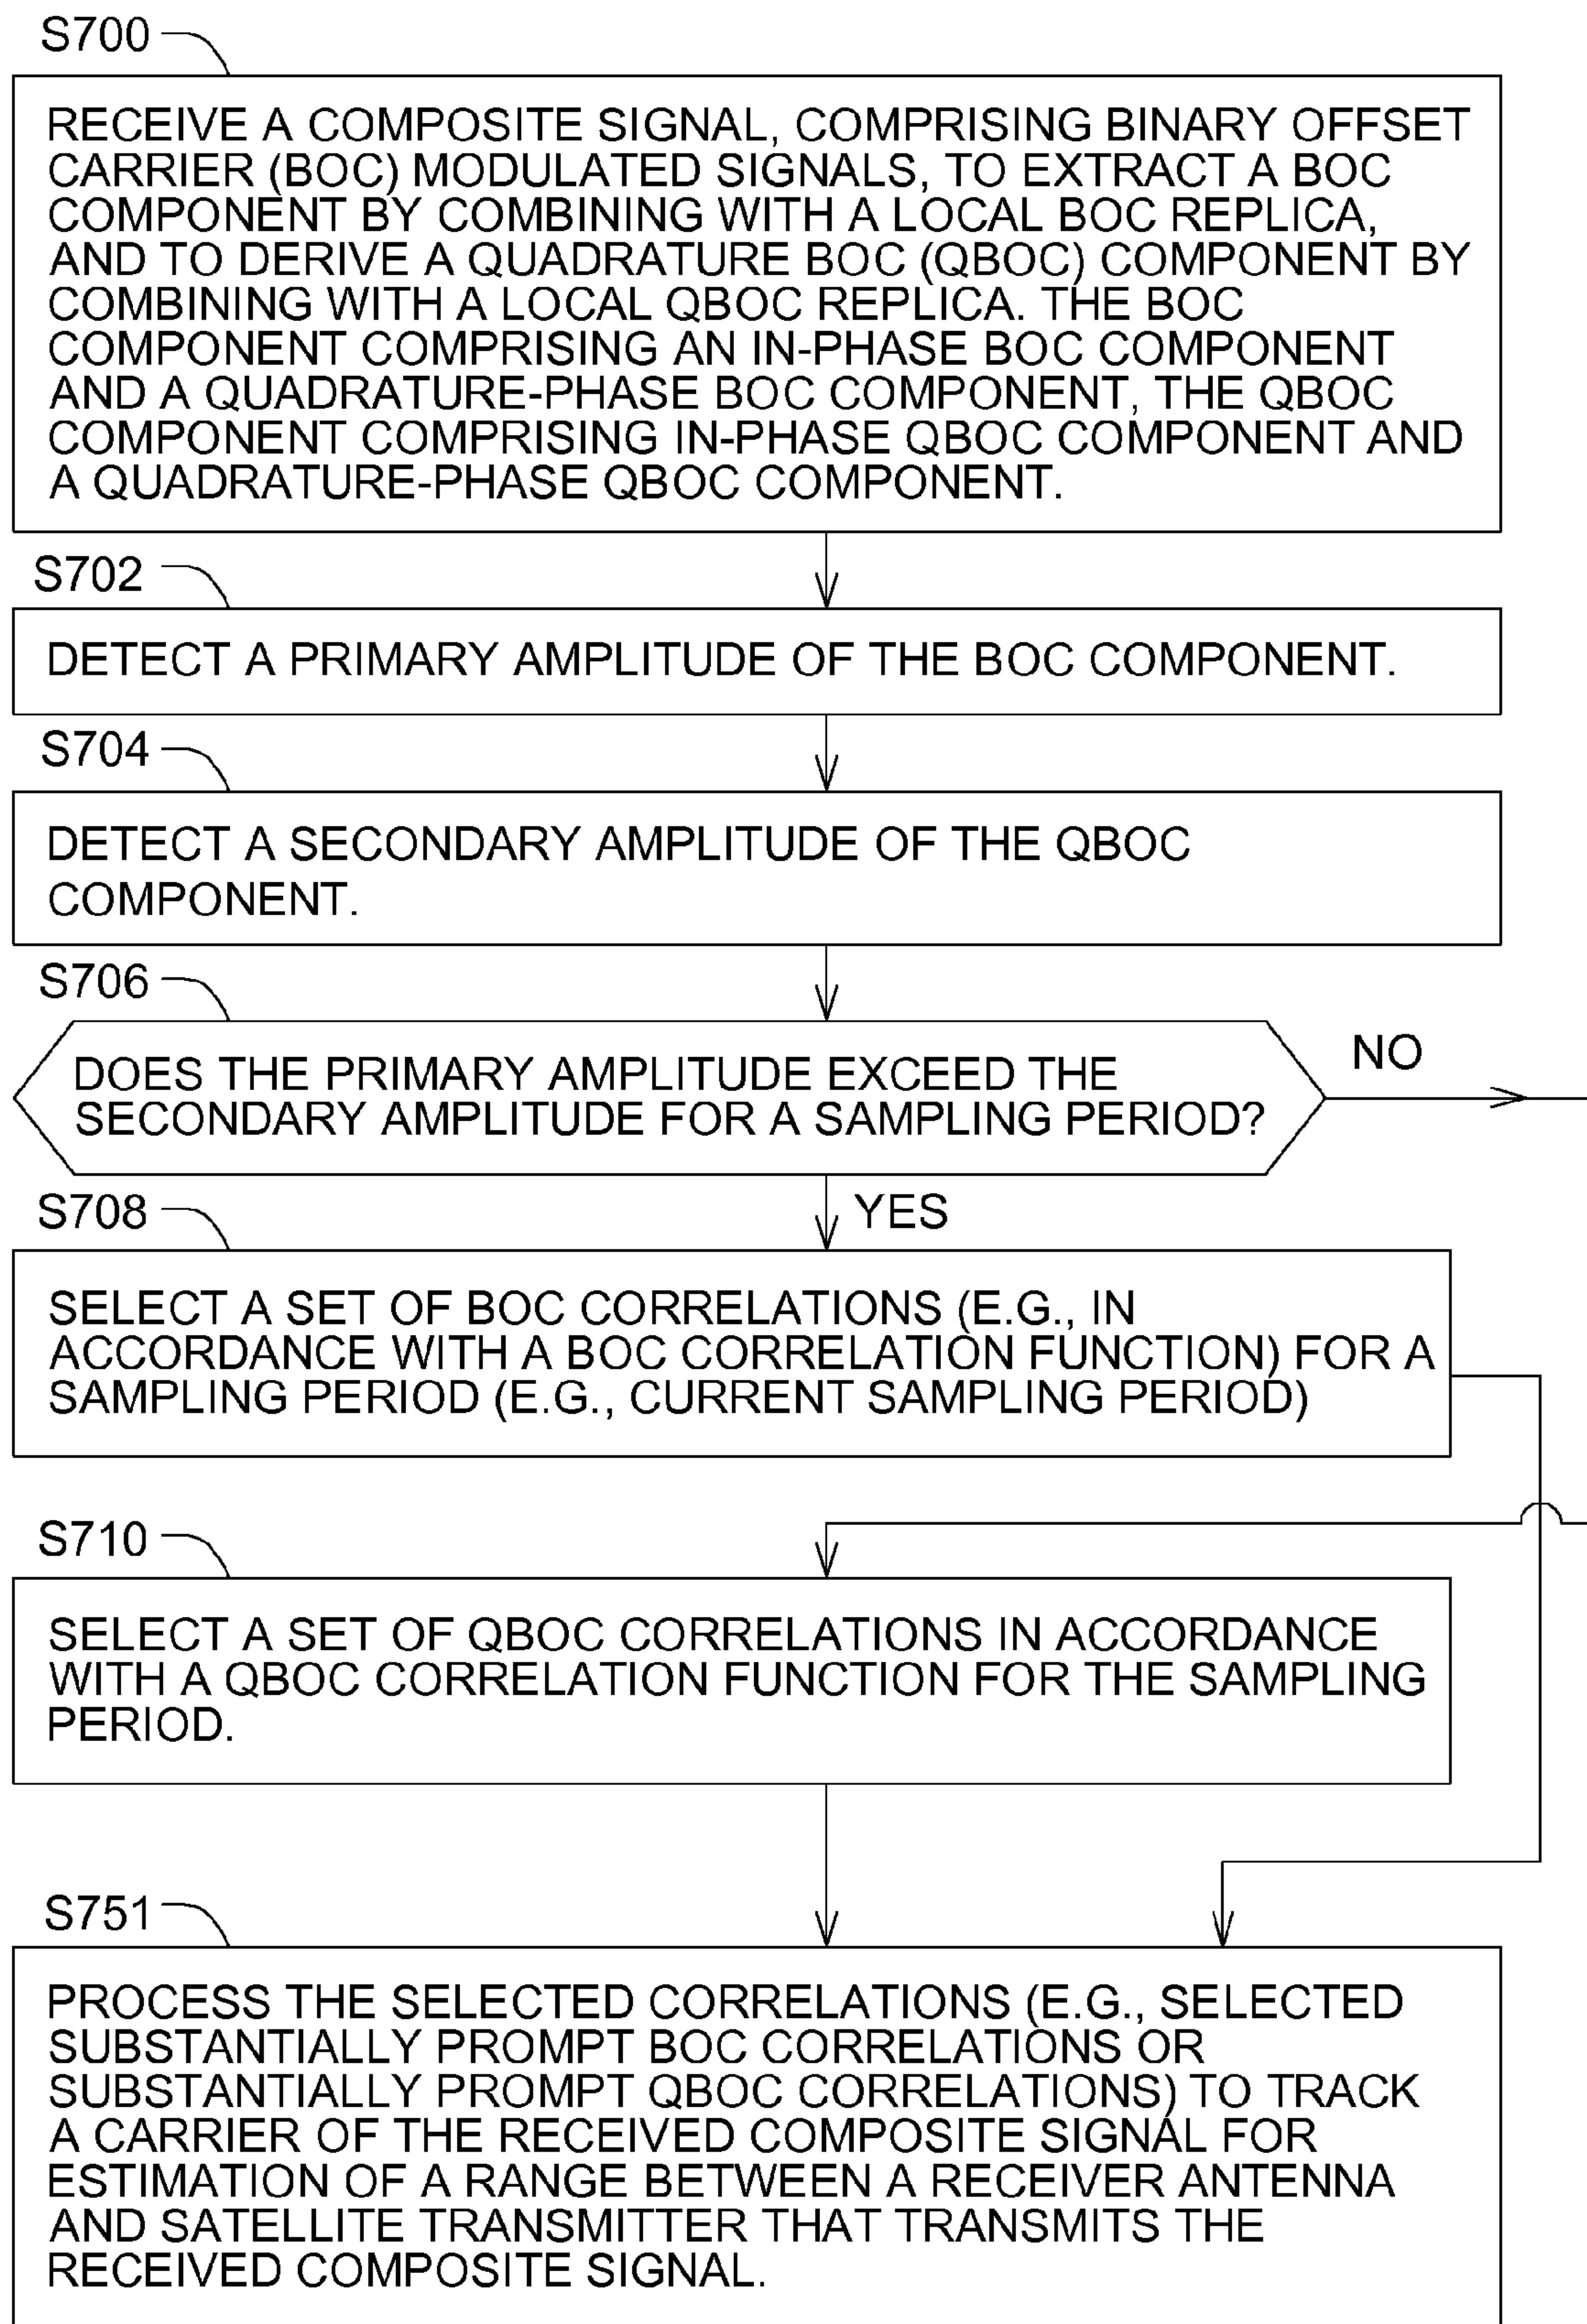 S700
RECEIVE A COMPOSITE SIGNAL, COMPRISING BINARY OFFSET
CARRIER (BOC) MODULATED SIGNALS, TO EXTRACT A BOC
COMPONENT BY COMBINING WITH A LOCAL BOC REPLICA,
AND TO DERIVE A QUADRATURE BOC (QBOC) COMPONENT BY
COMBINING WITH A LOCAL QBOC REPLICA. THE BOC
COMPONENT COMPRISING AN IN-PHASE BOC COMPONENT
AND A QUADRATURE-PHASE BOC COMPONENT, THE QBOC
COMPONENT COMPRISING IN-PHASE QBOC COMPONENT AND
A QUADRATURE-PHASE QBOC COMPONENT.
S702
DETECT A PRIMARY AMPLITUDE OF THE BOC COMPONENT.
S704
DETECT A SECONDARY AMPLITUDE OF THE QBOC
COMPONENT.
S706
DOES THE PRIMARY AMPLITUDE EXCEED THE
SECONDARY AMPLITUDE FOR A SAMPLING PERIOD?
NO
YES
S708
SELECT A SET OF BOC CORRELATIONS (E.G., IN
ACCORDANCE WITH A BOC CORRELATION FUNCTION) FOR A
SAMPLING PERIOD (E.G., CURRENT SAMPLING PERIOD)
S710
SELECT A SET OF QBOC CORRELATIONS IN ACCORDANCE
WITH A QBOC CORRELATION FUNCTION FOR THE SAMPLING
PERIOD.
S751
PROCESS THE SELECTED CORRELATIONS (E.G., SELECTED
SUBSTANTIALLY PROMPT BOC CORRELATIONS OR
SUBSTANTIALLY PROMPT QBOC CORRELATIONS) TO TRACK
A CARRIER OF THE RECEIVED COMPOSITE SIGNAL FOR
ESTIMATION OF A RANGE BETWEEN A RECEIVER ANTENNA
AND SATELLITE TRANSMITTER THAT TRANSMITS THE
RECEIVED COMPOSITE SIGNAL.